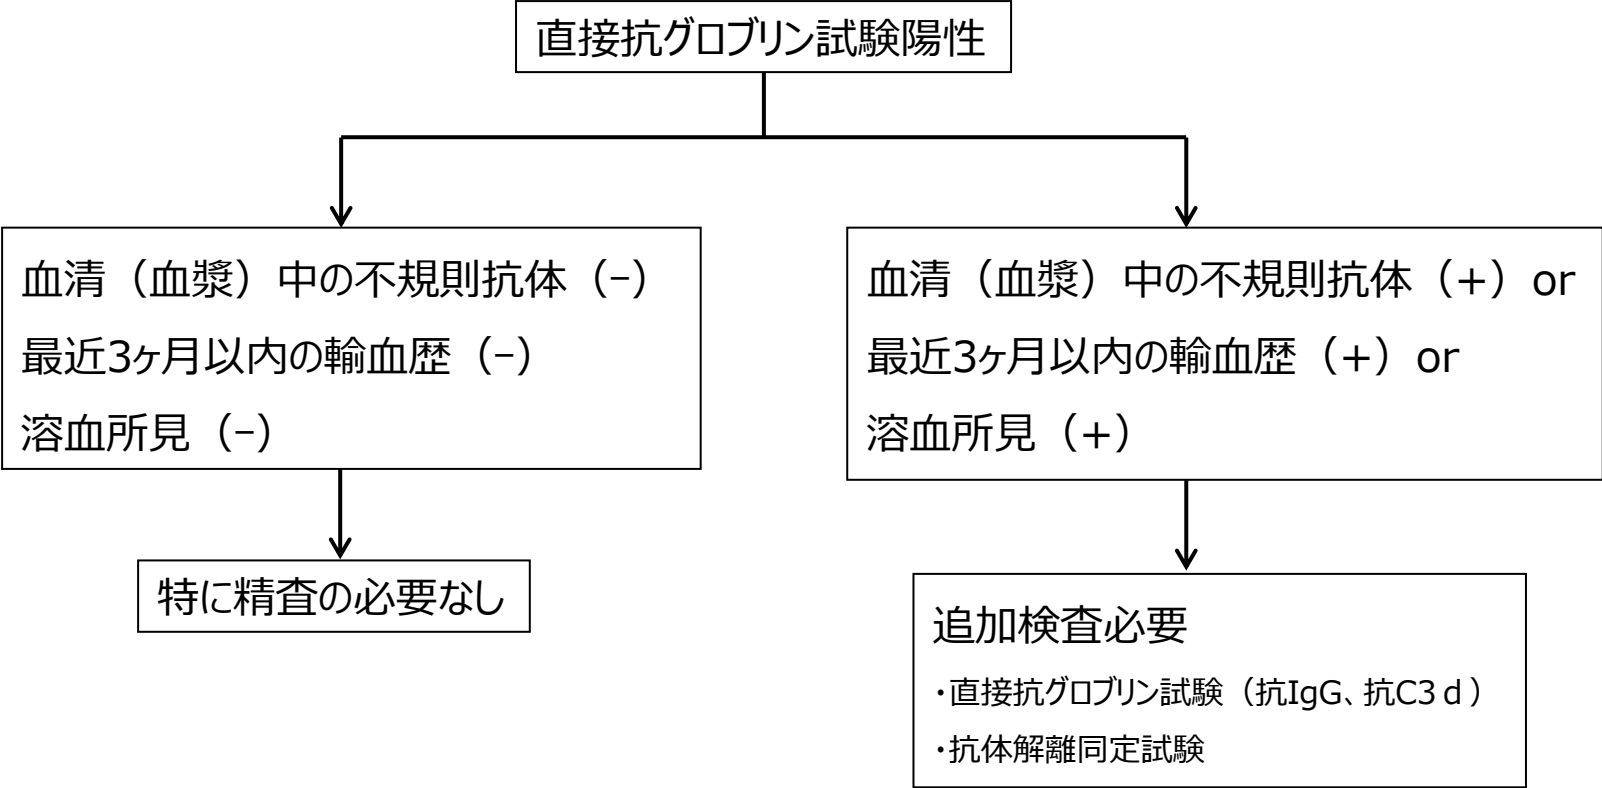 直接抗グロブリン試験陽性
血清（血漿）中の不規則抗体（-）
最近3ヶ月以内の輸血歴（-）
溶血所見（-）
特に精査の必要なし
血清（血漿）中の不規則抗体（+）or
最近3ヶ月以内の輸血歴（+）or
溶血所見（+）
追加検査必要
・直接抗グロブリン試験（抗IgG、抗C3ｄ）
・抗体解離同定試験